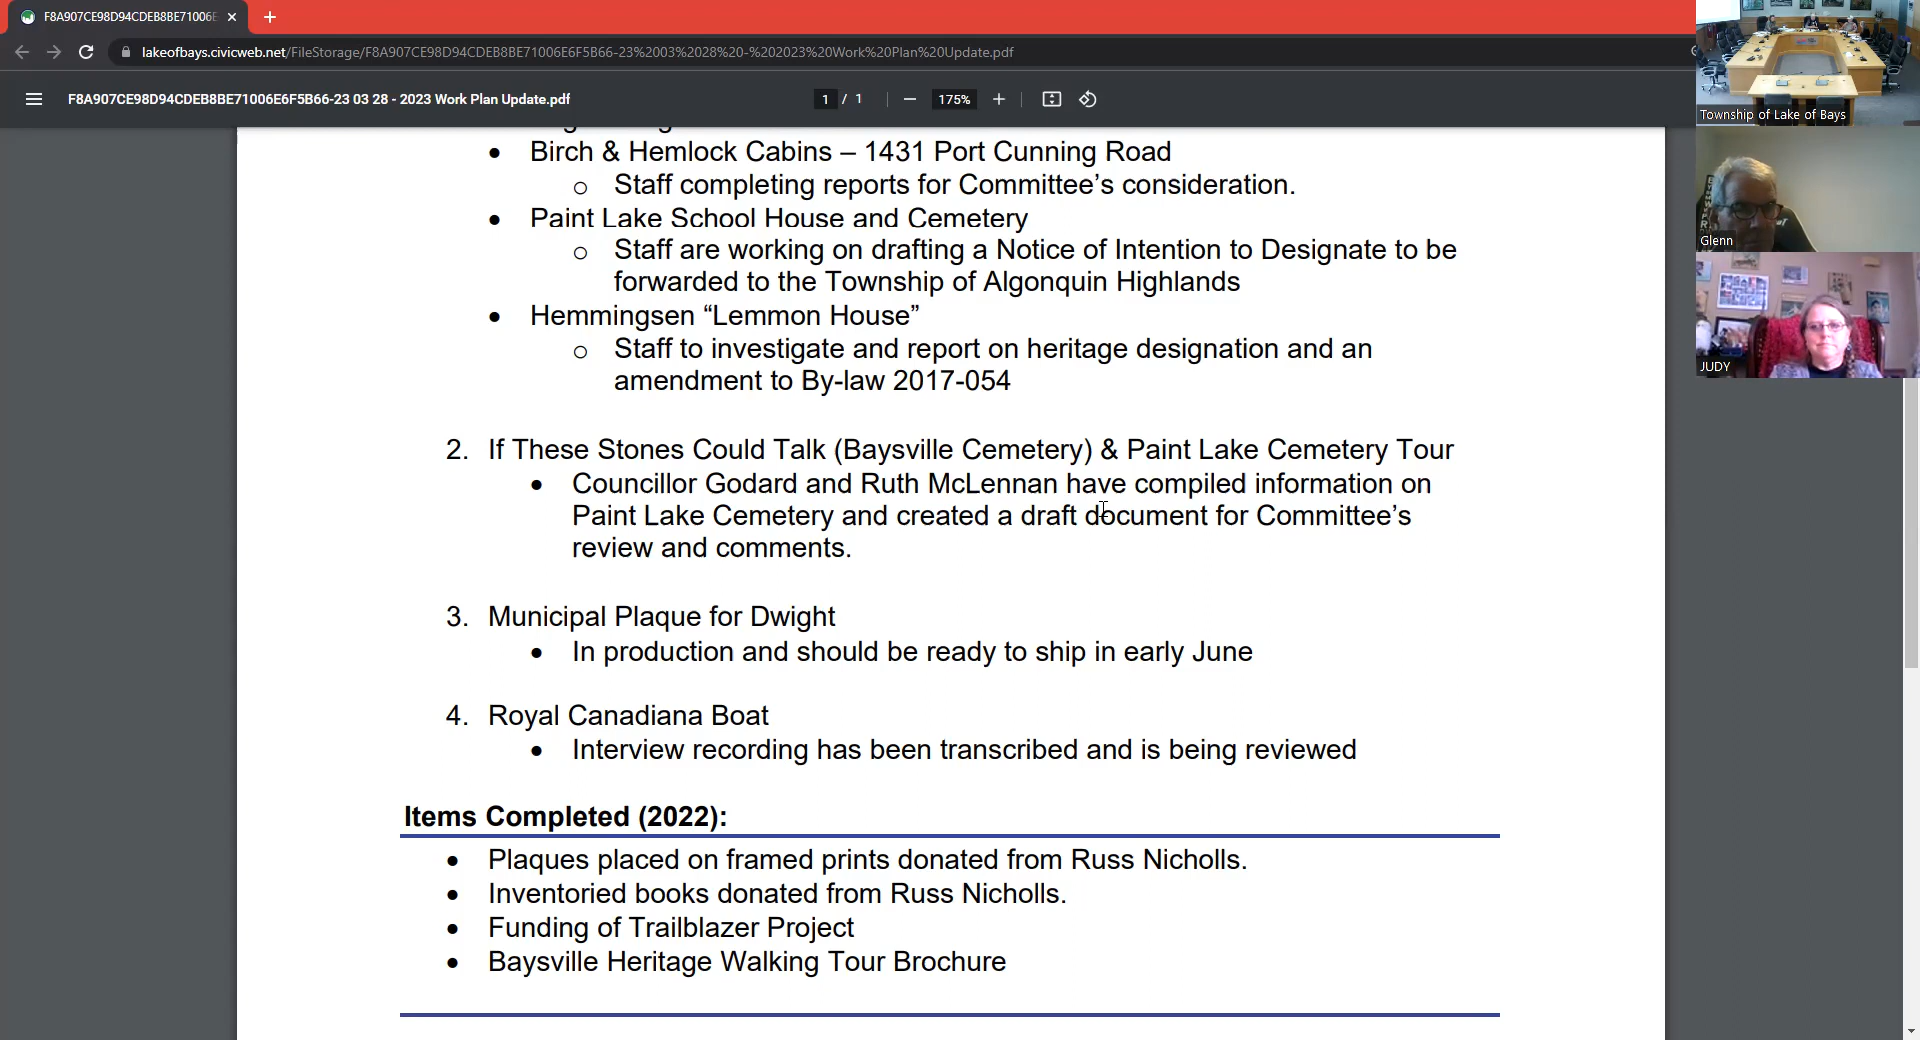 F8A907CE98D94CDEB8BE71006E
lakeofbays.civicweb.net/FileStorage/F8A907CE98D94CDEB8BE71006E6F5B66-23%2003%2028%20-%202023%20Work%20Plan%20Update.pdf
F8A907CE98D94CDEB8BE71006E6F5B66-23 03 28 - 2023 Work Plan Update.pdf
1 / 1
175%
Township of Lake of Bays
Glenn
JUDY
• Birch & Hemlock Cabins – 1431 Port Cunning Road
o Staff completing reports for Committee’s consideration.
• Paint Lake School House and Cemetery
o Staff are working on drafting a Notice of Intention to Designate to be
forwarded to the Township of Algonquin Highlands
• Hemmingsen “Lemmon House”
o Staff to investigate and report on heritage designation and an
amendment to By-law 2017-054
2. If These Stones Could Talk (Baysville Cemetery) & Paint Lake Cemetery Tour
• Councillor Godard and Ruth McLennan have compiled information on
Paint Lake Cemetery and created a draft document for Committee’s
review and comments.
3. Municipal Plaque for Dwight
• In production and should be ready to ship in early June
4. Royal Canadiana Boat
• Interview recording has been transcribed and is being reviewed
Items Completed (2022):
• Plaques placed on framed prints donated from Russ Nicholls.
• Inventoried books donated from Russ Nicholls.
• Funding of Trailblazer Project
• Baysville Heritage Walking Tour Brochure